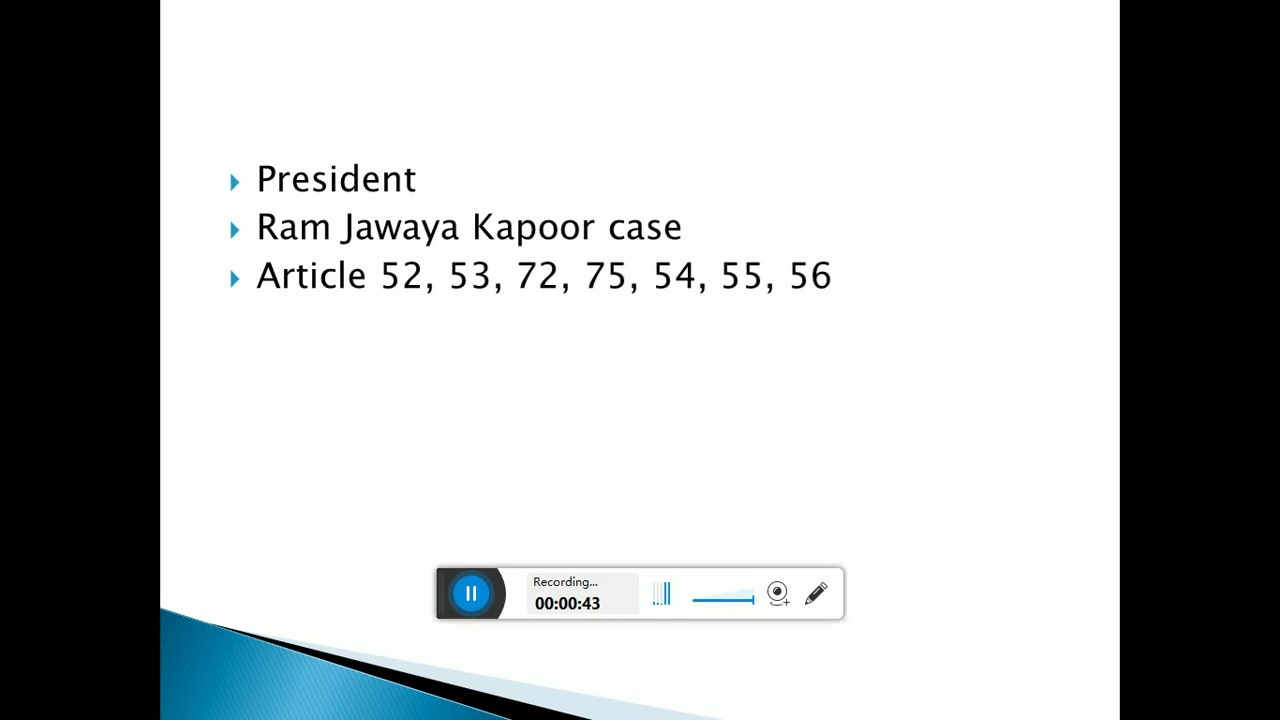 President
Ram Jawaya Kapoor case
Article 52, 53, 72, 75, 54, 55, 56
Recording...
00:00:43